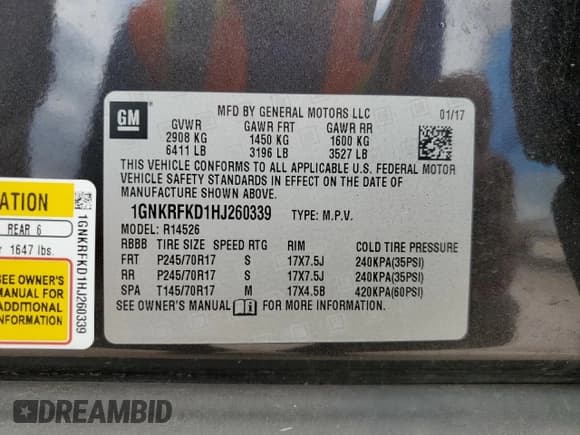 GM
MFD BY GENERAL MOTORS LLC 01/17
GVWR GAWR FRT GAWR RR
2908 KG 1450 KG 1600 KG
6411 LB 3196 LB 3527 LB
THIS VEHICLE CONFORMS TO ALL APPLICABLE U.S. FEDERAL MOTOR
VEHICLE SAFETY STANDARDS IN EFFECT ON THE DATE OF
MANUFACTURE SHOWN ABOVE.
1GNKRFKD1HJ260339 TYPE: M.P.V.
MODEL: R14526
RBBB TIRE SIZE SPEED RTG RIM COLD TIRE PRESSURE
FRT P245/70R17 S 17X7.5J 240KPA(35PSI)
RR P245/70R17 S 17X7.5J 240KPA(35PSI)
SPA T145/70R17 M 17X4.5B 420KPA(60PSI)
SEE OWNER'S MANUAL FOR MORE INFORMATION.
ATION
REAR 6
1647 lbs.
SEE OWNER'S
MANUAL FOR
ADDITIONAL
INFORMATION
1GNKRFKD1HJ260339
DREAMBID